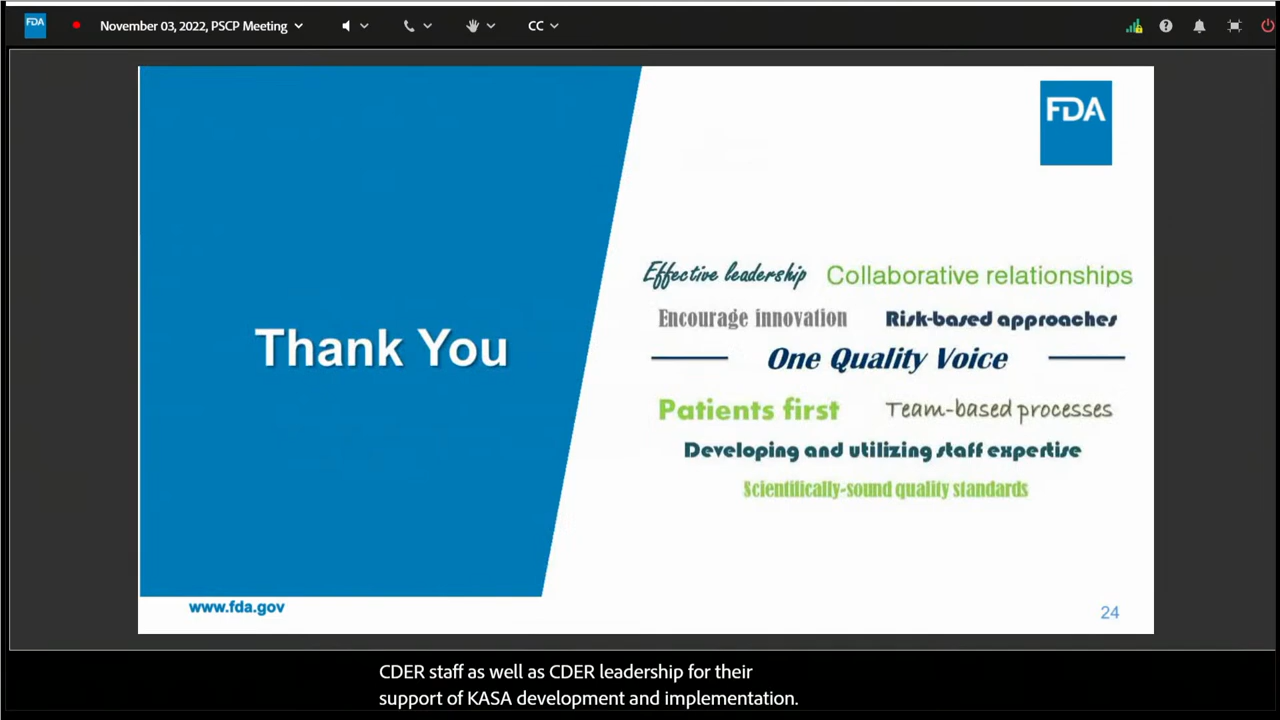 FDA
November 03, 2022, PSCP Meeting
CC
FDA
Effective leadership
Collaborative relationships
Encourage innovation
Risk-based approaches
One Quality Voice
Thank You
Patients first
Team-based processes
Developing and utilizing staff expertise
Scientifically-sound quality standards
www.fda.gov
24
CDER staff as well as CDER leadership for their
support of KASA development and implementation.